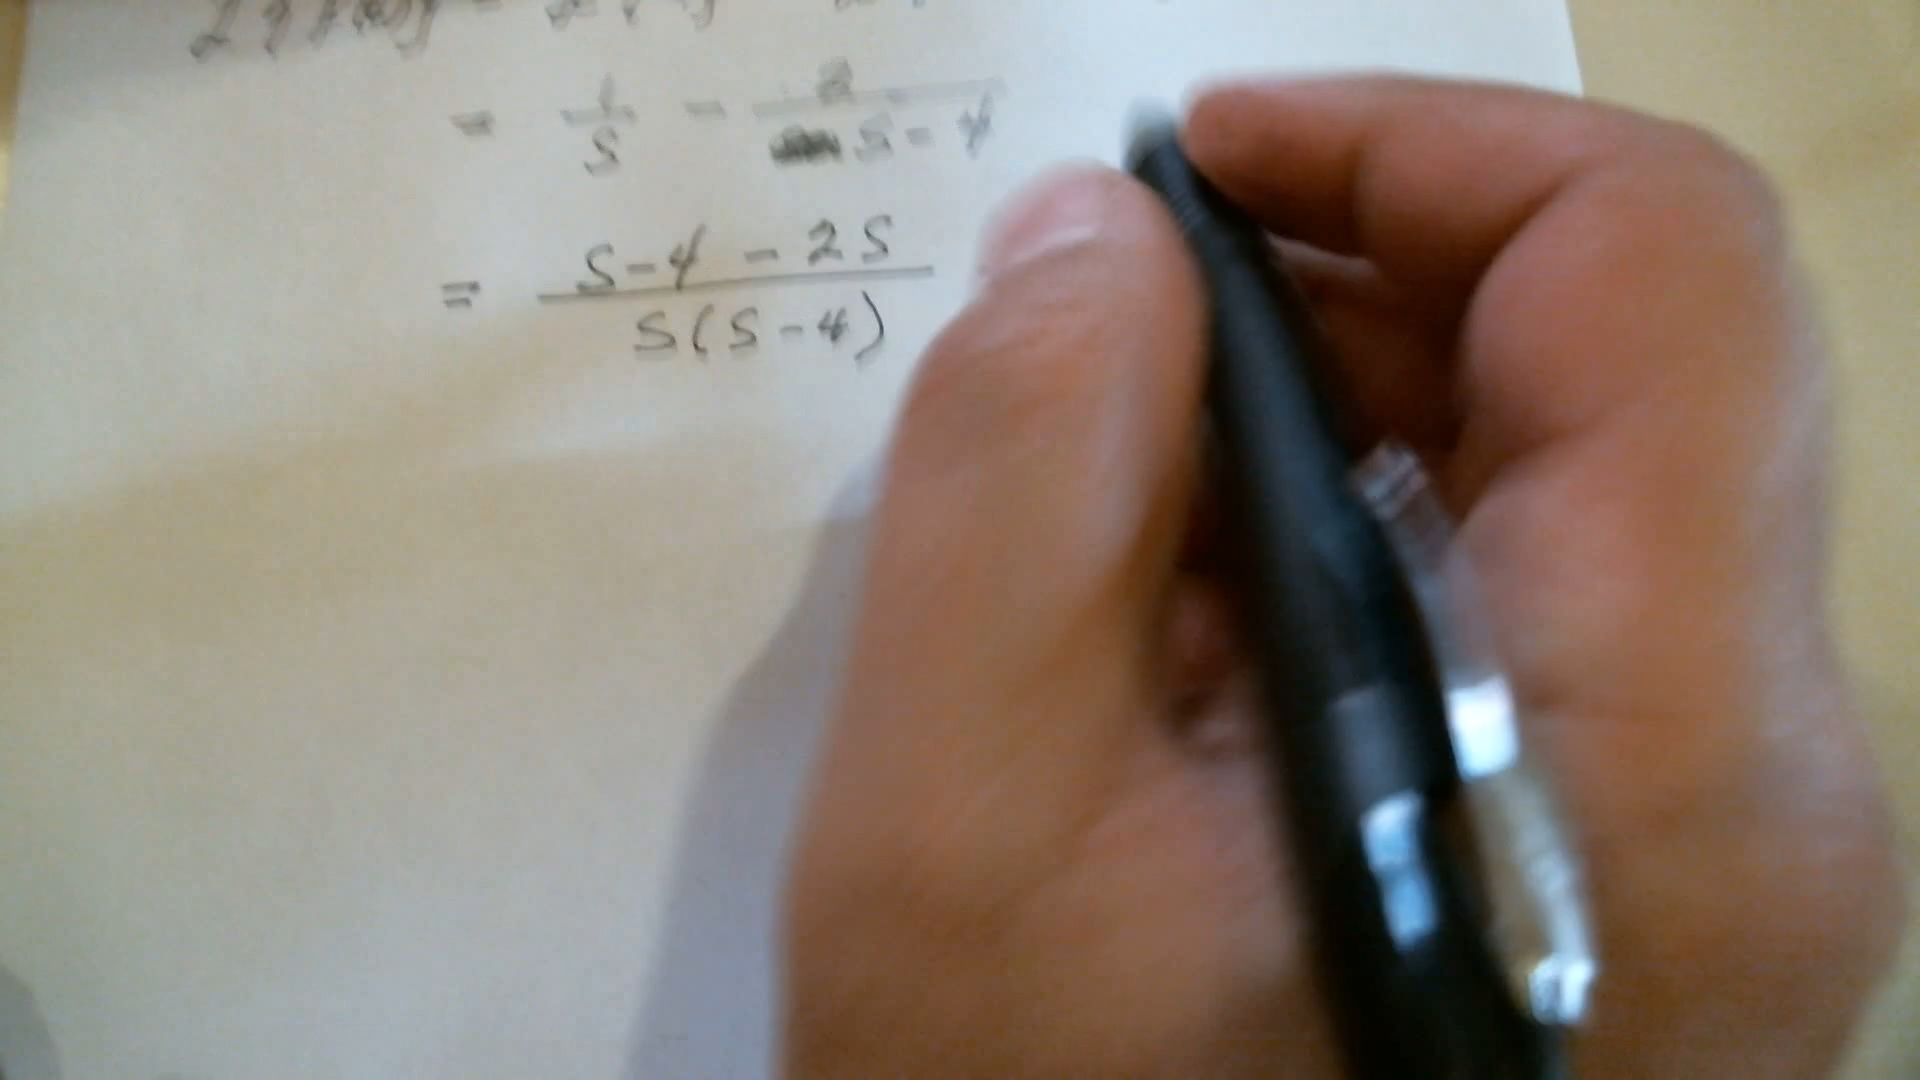 = 1/s - 2/(s-4)
= (s-4-2s)/(s(s-4))